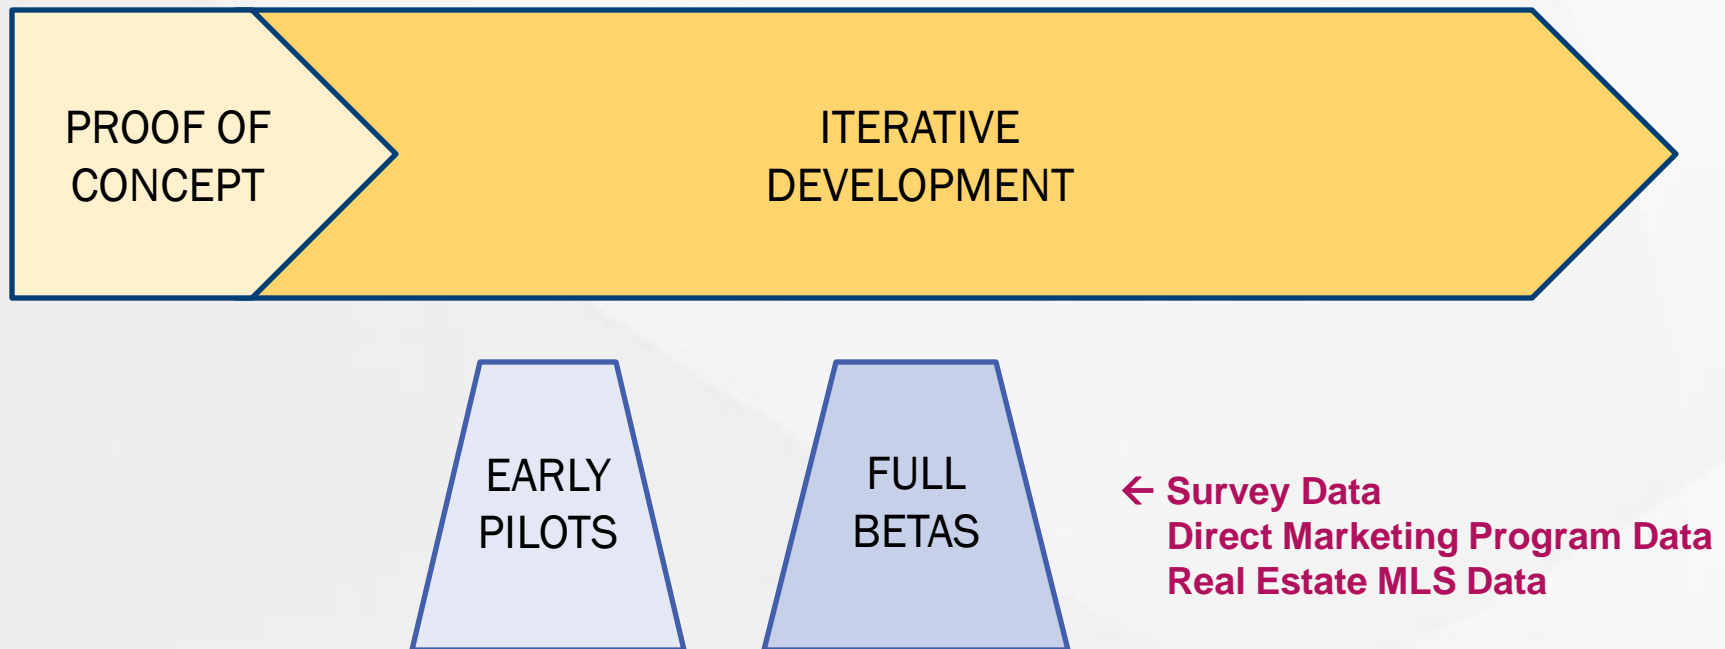 PROOF OF
CONCEPT
ITERATIVE
DEVELOPMENT
EARLY
PILOTS
FULL
BETAS
← Survey Data
Direct Marketing Program Data
Real Estate MLS Data